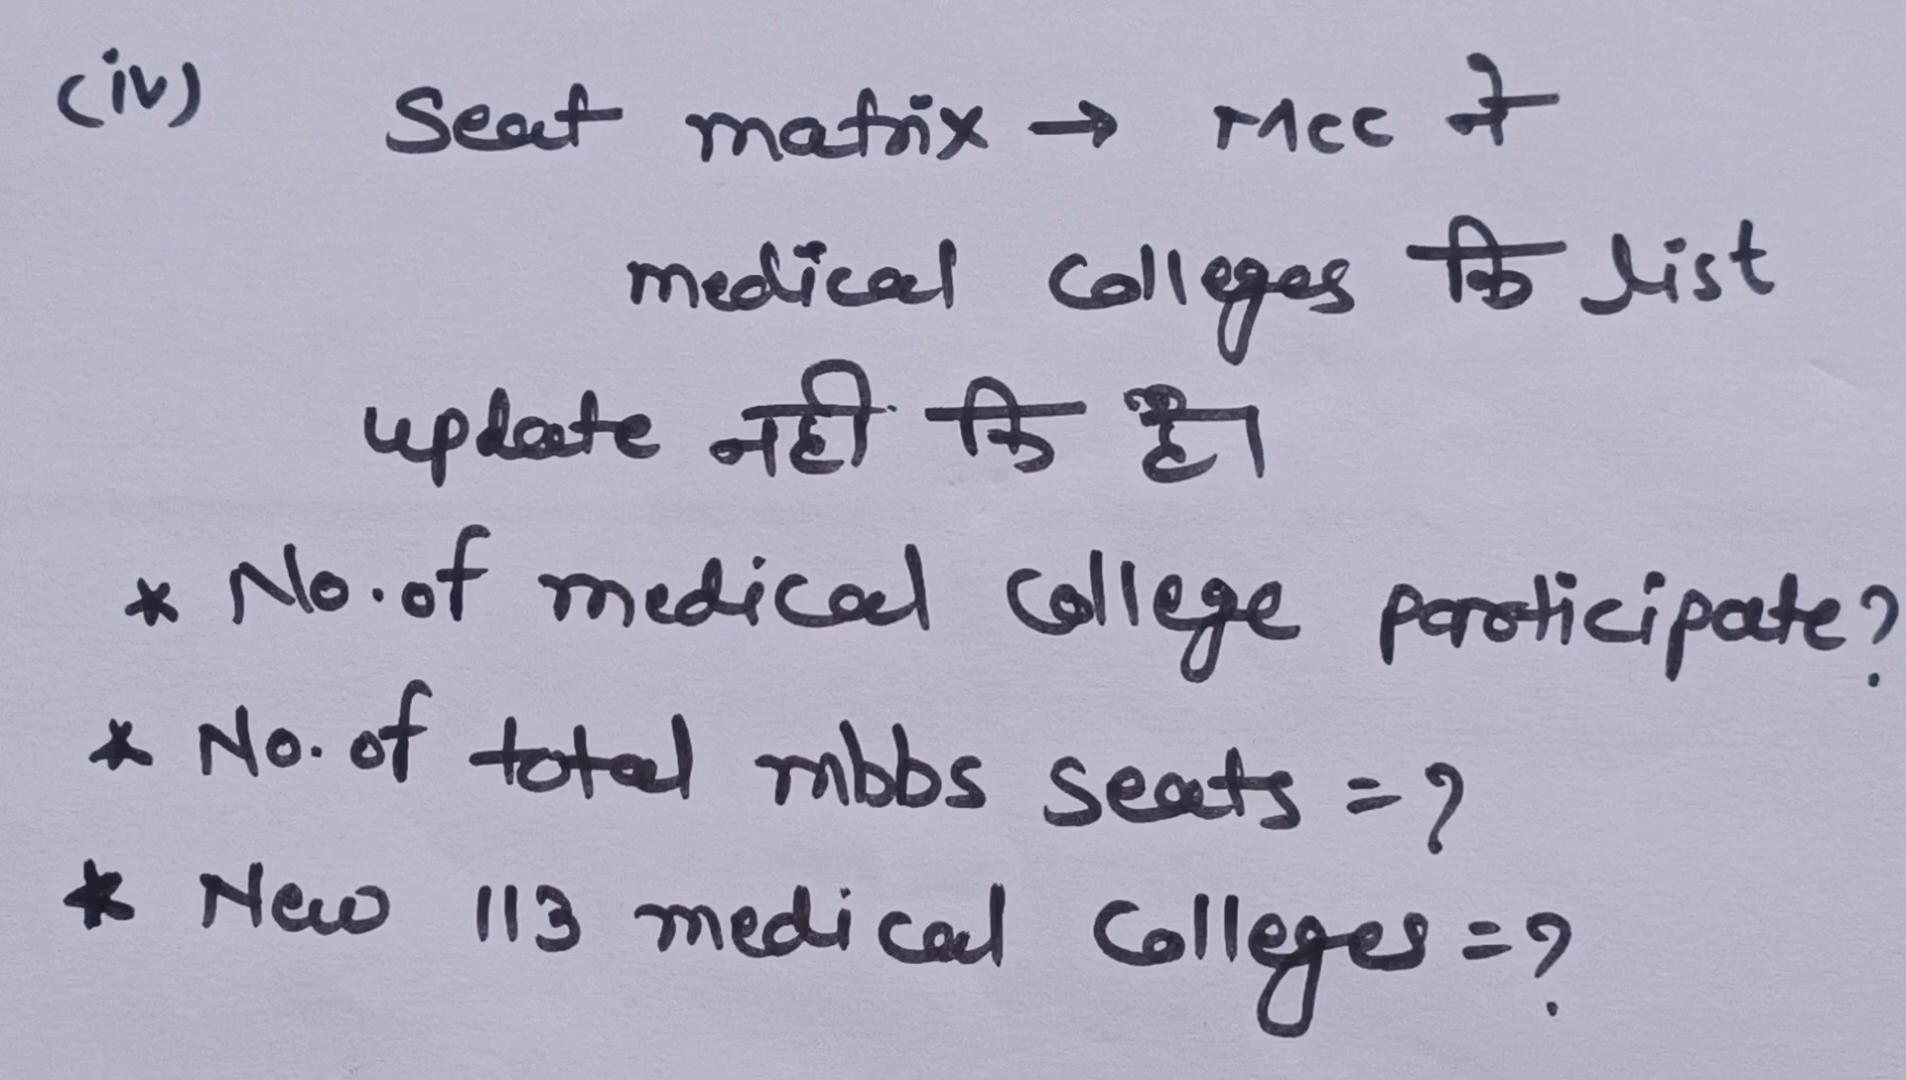 (iv) Seat matrix → Mcc ने
medical colleges कि list
update नही कि है।
* No. of medical college participate?
* No. of total mbbs seats = ?
* New 113 medical colleges = ?